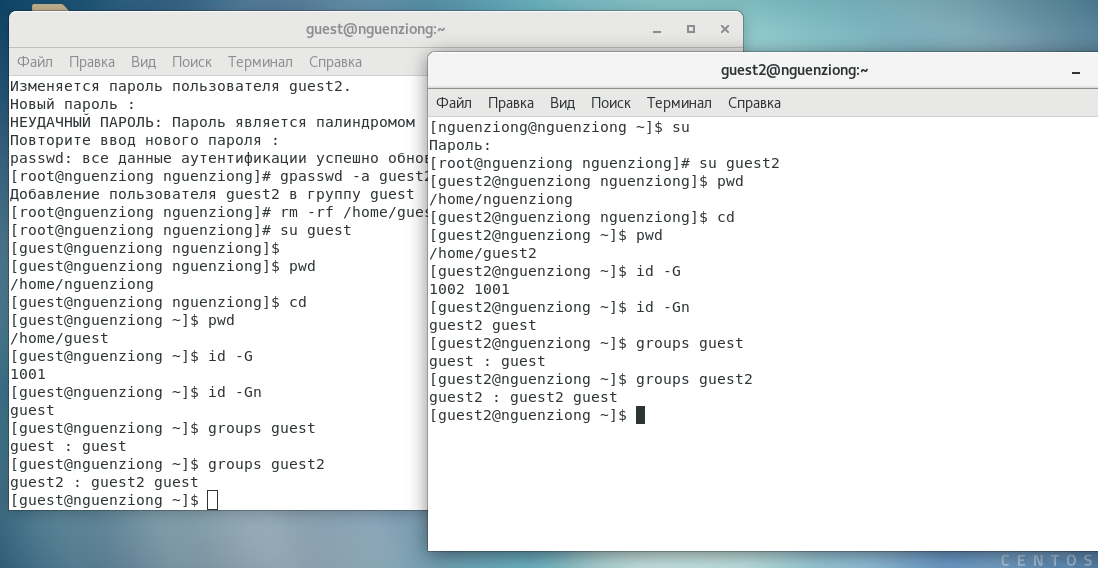 guest@nguenziong:~
Файл Правка Вид Поиск Терминал Справка
Изменяется пароль пользователя guest2.
Новый пароль :
НЕУДАЧНЫЙ ПАРОЛЬ: Пароль является палиндромом
Повторите ввод нового пароля :
passwd: все данные аутентификации успешно обнов
[root@nguenziong nguenziong]# gpasswd -a guest2
Добавление пользователя guest2 в группу guest
[root@nguenziong nguenziong]# rm -rf /home/gues
[root@nguenziong nguenziong]# su guest
[guest@nguenziong nguenziong]$
[guest@nguenziong nguenziong]$ pwd
/home/nguenziong
[guest@nguenziong nguenziong]$ cd
[guest@nguenziong ~]$ pwd
/home/guest
[guest@nguenziong ~]$ id -G
1001
[guest@nguenziong ~]$ id -Gn
guest
[guest@nguenziong ~]$ groups guest
guest : guest
[guest@nguenziong ~]$ groups guest2
guest2 : guest2 guest
[guest@nguenziong ~]$
guest2@nguenziong:~
Файл Правка Вид Поиск Терминал Справка
[nguenziong@nguenziong ~]$ su
Пароль:
[root@nguenziong nguenziong]# su guest2
[guest2@nguenziong nguenziong]$ pwd
/home/nguenziong
[guest2@nguenziong nguenziong]$ cd
[guest2@nguenziong ~]$ pwd
/home/guest2
[guest2@nguenziong ~]$ id -G
1002 1001
[guest2@nguenziong ~]$ id -Gn
guest2 guest
[guest2@nguenziong ~]$ groups guest
guest : guest
[guest2@nguenziong ~]$ groups guest2
guest2 : guest2 guest
[guest2@nguenziong ~]$
CENTOS